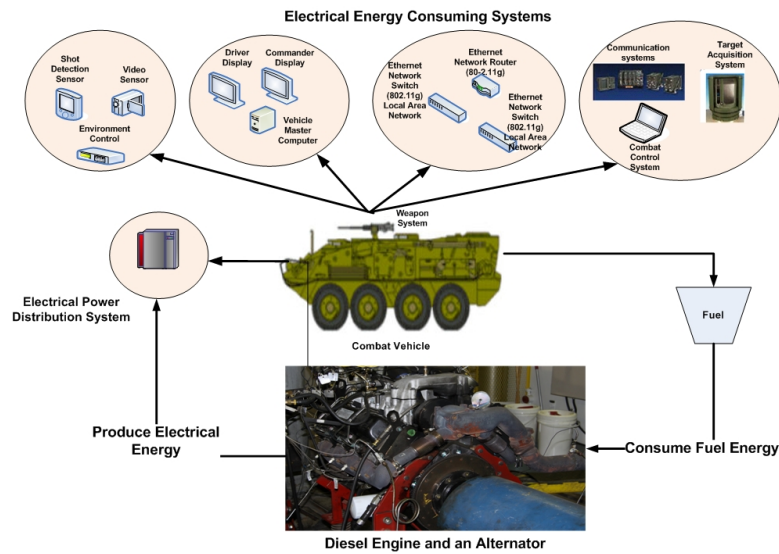 Electrical Energy Consuming Systems
Shot
Detection
Sensor
Video
Sensor
Environment
Control
Driver
Display
Commander
Display
Vehicle
Master
Computer
Ethernet
Network
Switch
(802.11g)
Local Area
Network
Ethernet
Network Router
(80-2.11g)
Ethernet
Network
Switch
(802.11g)
Local Area
Network
Communication
systems
Target
Acquisition
System
Combat
Control
System
Weapon
System
Electrical Power
Distribution System
Combat Vehicle
Fuel
Produce Electrical
Energy
Consume Fuel Energy
Diesel Engine and an Alternator